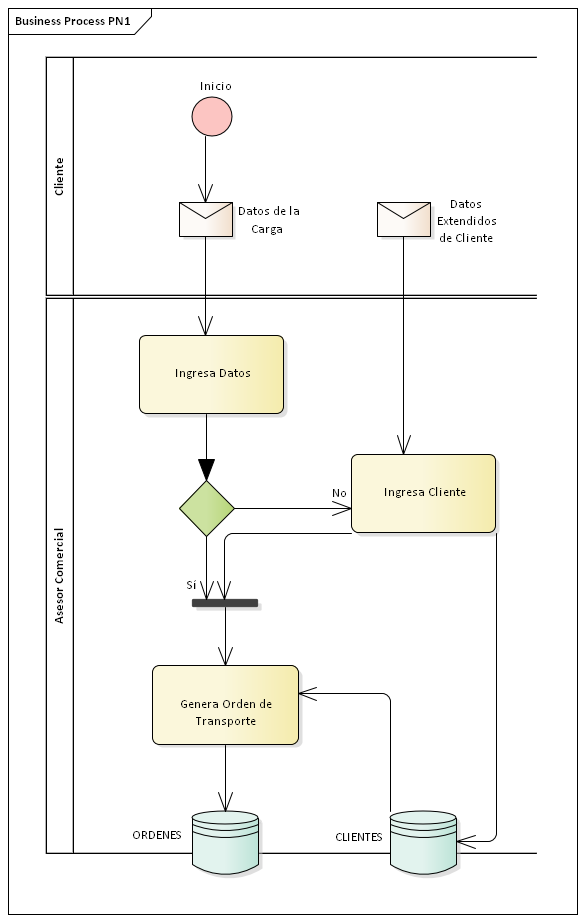 Business Process PN1
Cliente
Inicio
Datos de la
Carga
Datos
Extendidos
de Cliente
Asesor Comercial
Ingresa Datos
Ingresa Cliente
No
Sí
Genera Orden de
Transporte
ORDENES
CLIENTES